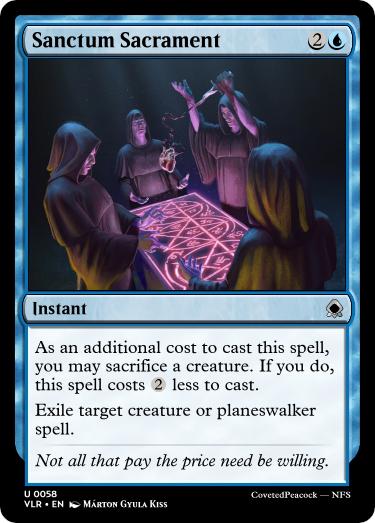 Sanctum Sacrament 2
Instant
As an additional cost to cast this spell,
you may sacrifice a creature. If you do,
this spell costs 2 less to cast.
Exile target creature or planeswalker
spell.
Not all that pay the price need be willing.
U 0058
VLR • EN Márton Gyula Kiss
CovetedPeacock — NFS